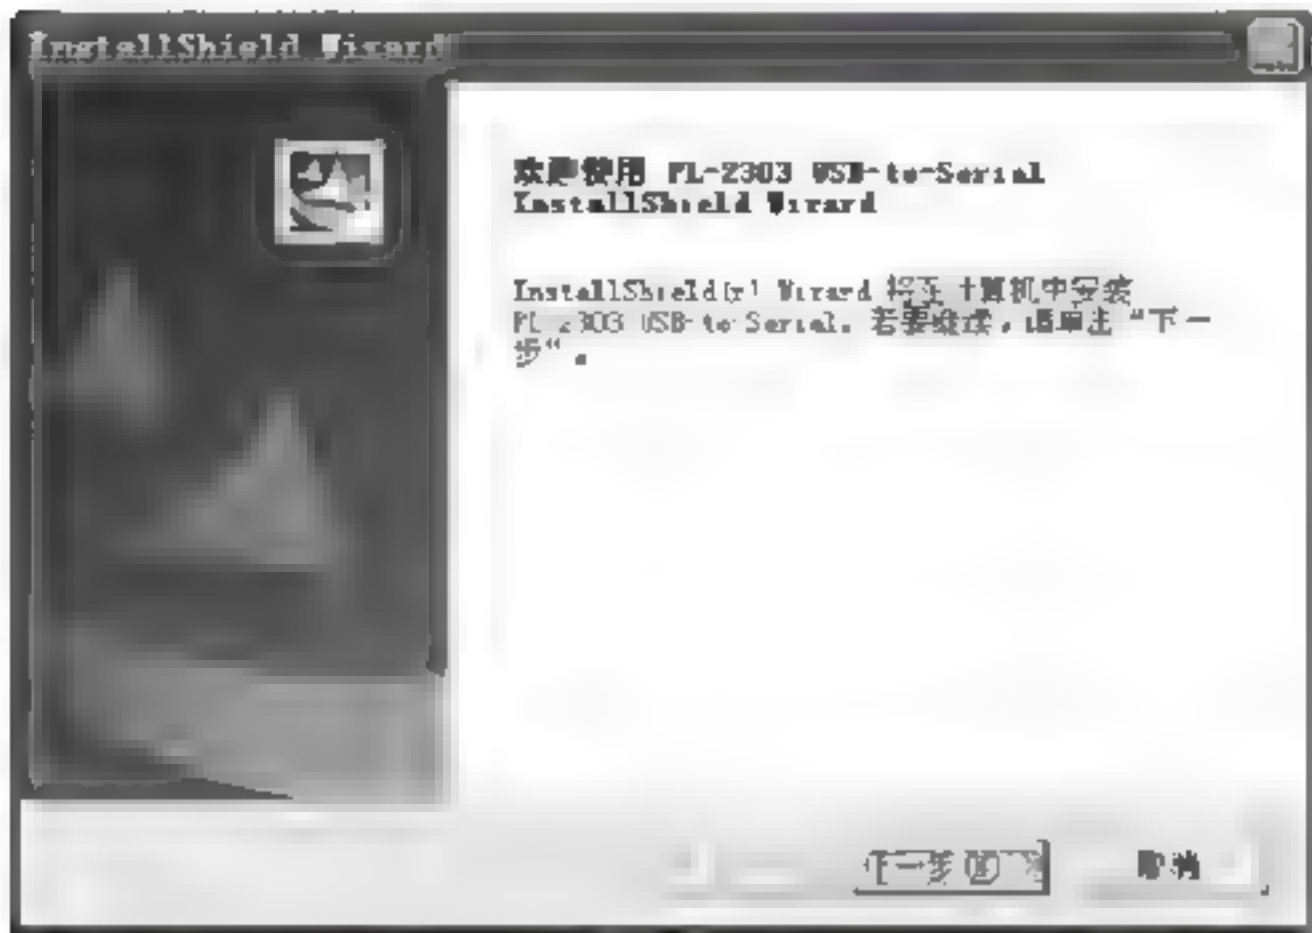 InstallShield Wizard
欢迎使用 PL-2303 USB-to-Serial
InstallShield Wizard
InstallShield(r) Wizard 将在计算机中安装
PL-2303 USB-to-Serial。若要继续，请单击“下一
步“。
下一步(N) >
取消